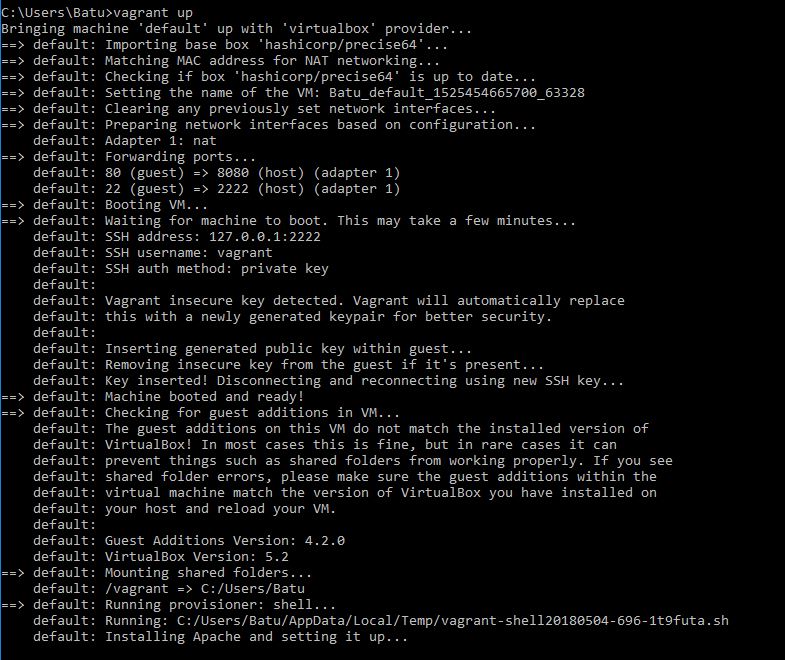 C:\Users\Batu>vagrant up
Bringing machine 'default' up with 'virtualbox' provider...
==> default: Importing base box 'hashicorp/precise64'...
==> default: Matching MAC address for NAT networking...
==> default: Checking if box 'hashicorp/precise64' is up to date...
==> default: Setting the name of the VM: Batu_default_1525454665700_63328
==> default: Clearing any previously set network interfaces...
==> default: Preparing network interfaces based on configuration...
    default: Adapter 1: nat
==> default: Forwarding ports...
    default: 80 (guest) => 8080 (host) (adapter 1)
    default: 22 (guest) => 2222 (host) (adapter 1)
==> default: Booting VM...
==> default: Waiting for machine to boot. This may take a few minutes...
    default: SSH address: 127.0.0.1:2222
    default: SSH username: vagrant
    default: SSH auth method: private key
    default:
    default: Vagrant insecure key detected. Vagrant will automatically replace
    default: this with a newly generated keypair for better security.
    default:
    default: Inserting generated public key within guest...
    default: Removing insecure key from the guest if it's present...
    default: Key inserted! Disconnecting and reconnecting using new SSH key...
==> default: Machine booted and ready!
==> default: Checking for guest additions in VM...
    default: The guest additions on this VM do not match the installed version of
    default: VirtualBox! In most cases this is fine, but in rare cases it can
    default: prevent things such as shared folders from working properly. If you see
    default: shared folder errors, please make sure the guest additions within the
    default: virtual machine match the version of VirtualBox you have installed on
    default: your host and reload your VM.
    default:
    default: Guest Additions Version: 4.2.0
    default: VirtualBox Version: 5.2
==> default: Mounting shared folders...
    default: /vagrant => C:/Users/Batu
==> default: Running provisioner: shell...
    default: Running: C:/Users/Batu/AppData/Local/Temp/vagrant-shell20180504-696-1t9futa.sh
    default: Installing Apache and setting it up...